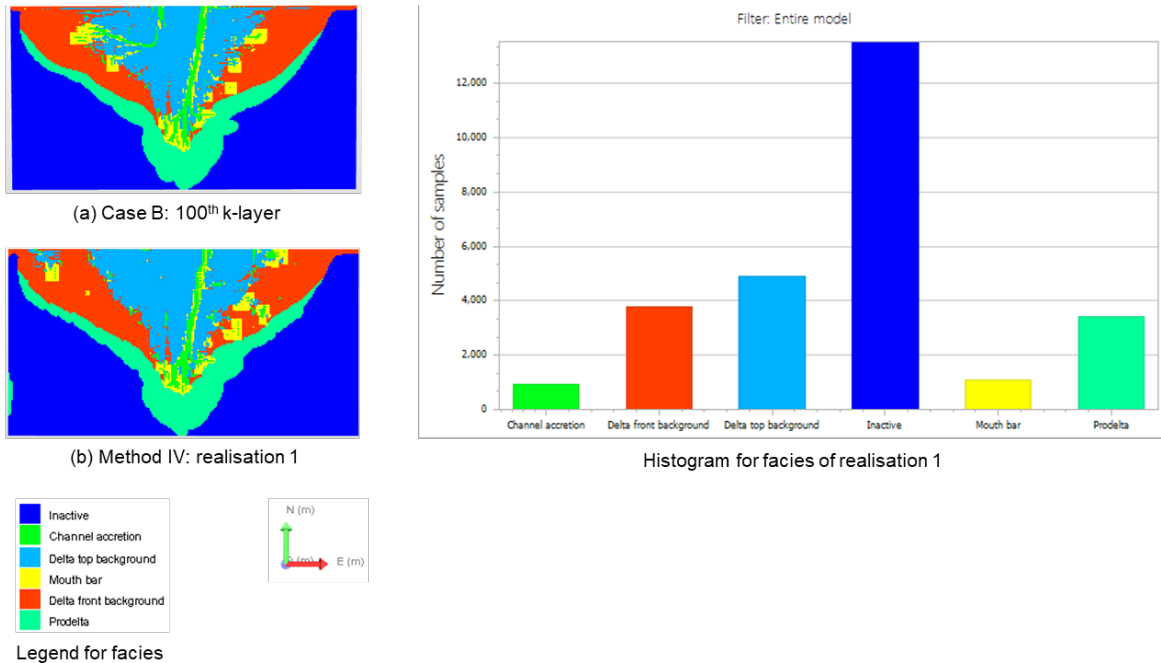 (a) Case B: 100th k-layer
(b) Method IV: realisation 1
Filter: Entire model
Number of samples
12,000
10,000
8,000
6,000
4,000
2,000
0
Channel accretion
Delta front background
Delta top background
Inactive
Mouth bar
Prodelta
Histogram for facies of realisation 1
Inactive
Channel accretion
Delta top background
Mouth bar
Delta front background
Prodelta
Legend for facies
N (m)
E (m)